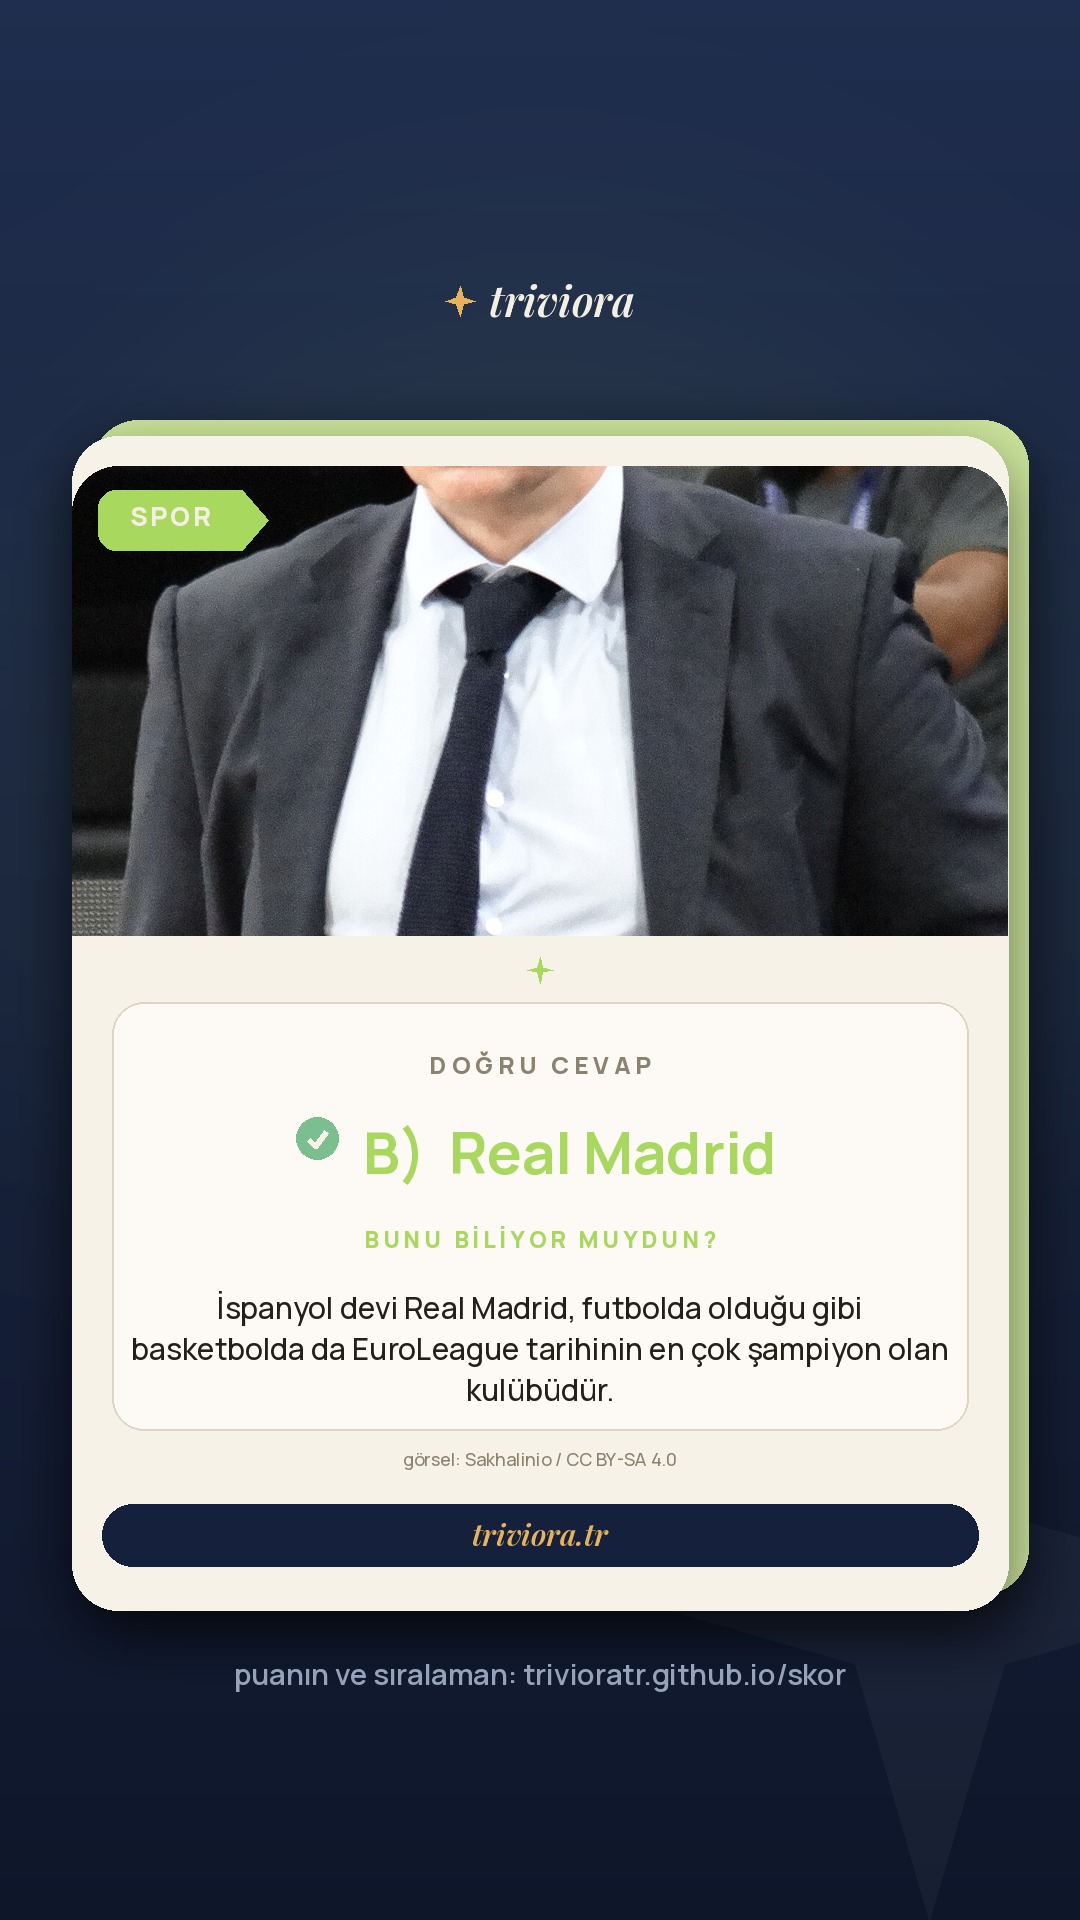 triviora
SPOR
DOĞRU CEVAP
B) Real Madrid
BUNU BİLİYOR MUYDUN?
İspanyol devi Real Madrid, futbolda olduğu gibi
basketbolda da EuroLeague tarihinin en çok şampiyon olan
kulübüdür.
görsel: Sakhalinio / CC BY-SA 4.0
triviora.tr
puanın ve sıralaman: trivioratr.github.io/skor